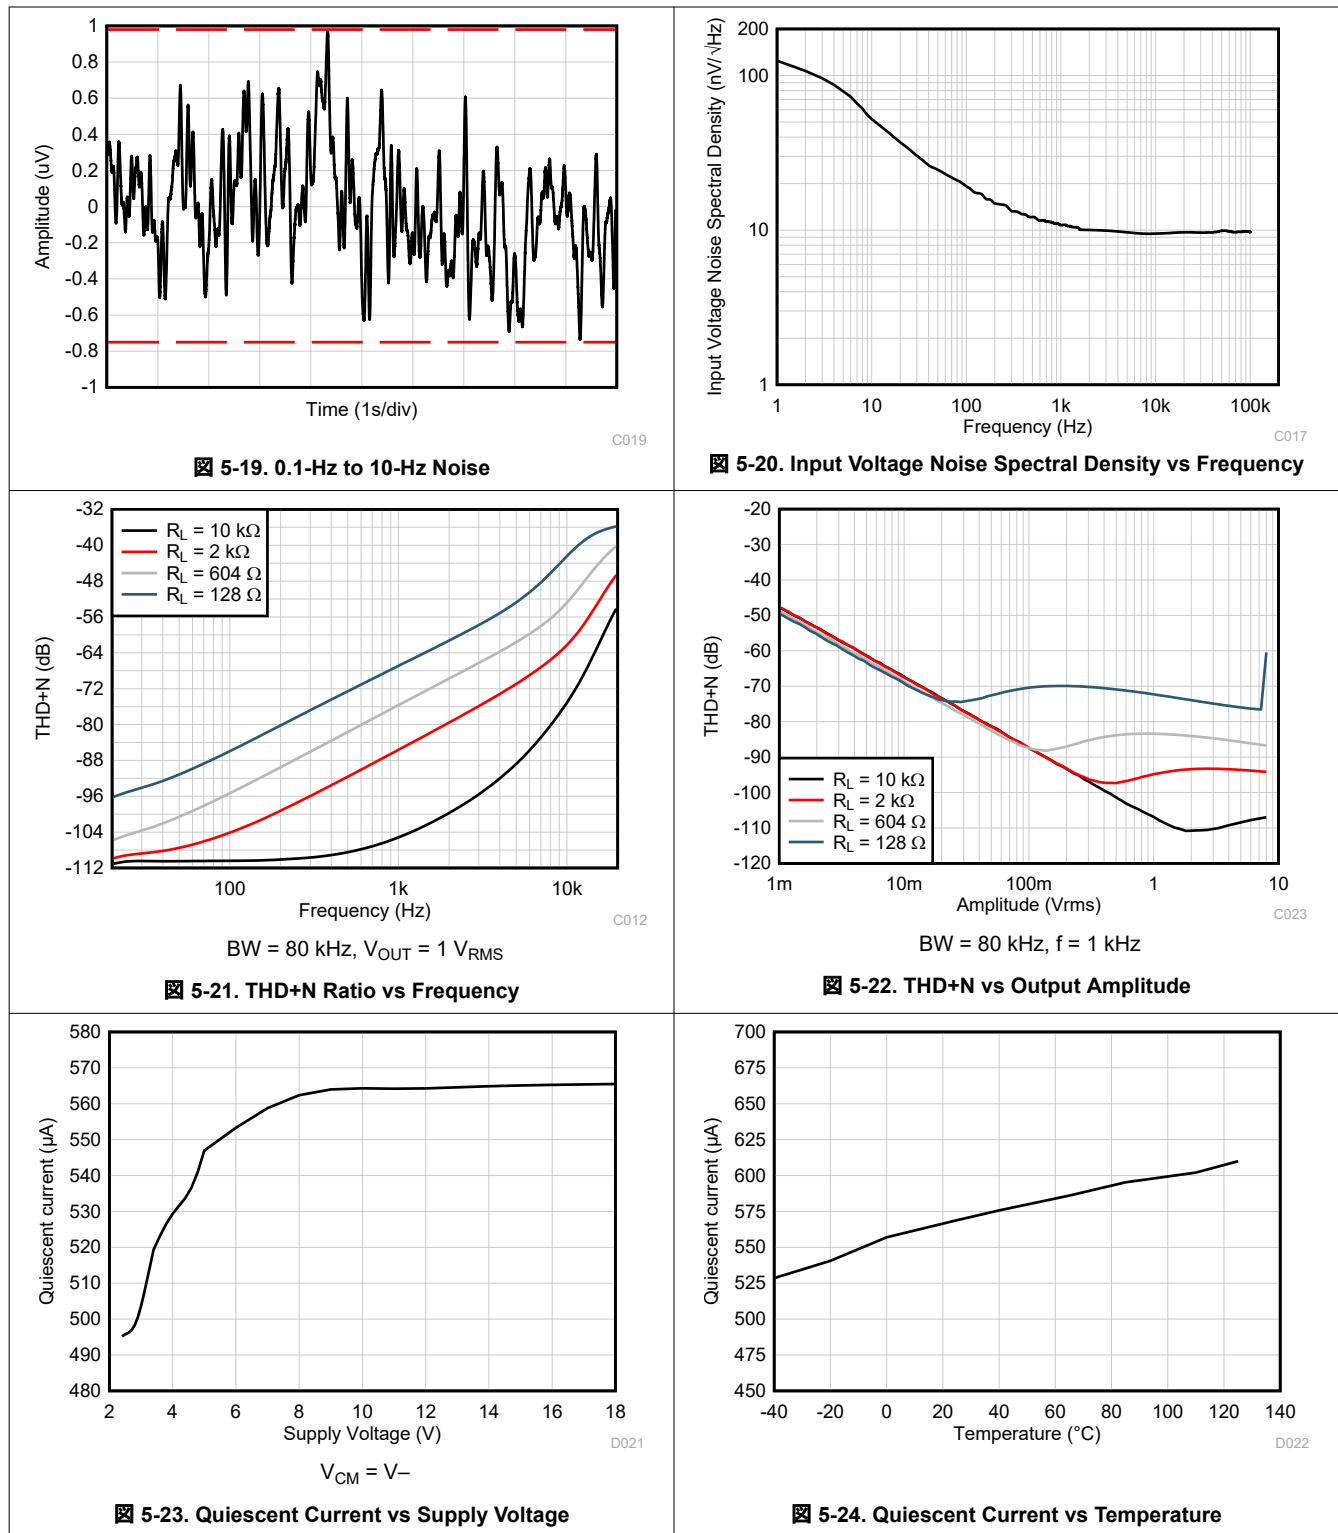 1
0.8
0.6
0.4
0.2
0
-0.2
-0.4
-0.6
-0.8
-1
Amplitude (uV)
Time (1s/div)
C019
図 5-19. 0.1-Hz to 10-Hz Noise
200
100
10
1
Input Voltage Noise Spectral Density (nV/√Hz)
1 10 100 1k 10k 100k
Frequency (Hz)
C017
図 5-20. Input Voltage Noise Spectral Density vs Frequency
-32
-40
-48
-56
-64
-72
-80
-88
-96
-104
-112
THD+N (dB)
RL = 10 kΩ
RL = 2 kΩ
RL = 604 Ω
RL = 128 Ω
100 1k 10k
Frequency (Hz)
C012
BW = 80 kHz, VOUT = 1 VRMS
図 5-21. THD+N Ratio vs Frequency
-20
-30
-40
-50
-60
-70
-80
-90
-100
-110
-120
THD+N (dB)
RL = 10 kΩ
RL = 2 kΩ
RL = 604 Ω
RL = 128 Ω
1m 10m 100m 1 10
Amplitude (Vrms)
C023
BW = 80 kHz, f = 1 kHz
図 5-22. THD+N vs Output Amplitude
580
570
560
550
540
530
520
510
500
490
480
Quiescent current (µA)
2 4 6 8 10 12 14 16 18
Supply Voltage (V)
D021
VCM = V–
図 5-23. Quiescent Current vs Supply Voltage
700
675
650
625
600
575
550
525
500
475
450
Quiescent current (µA)
-40 -20 0 20 40 60 80 100 120 140
Temperature (°C)
D022
図 5-24. Quiescent Current vs Temperature